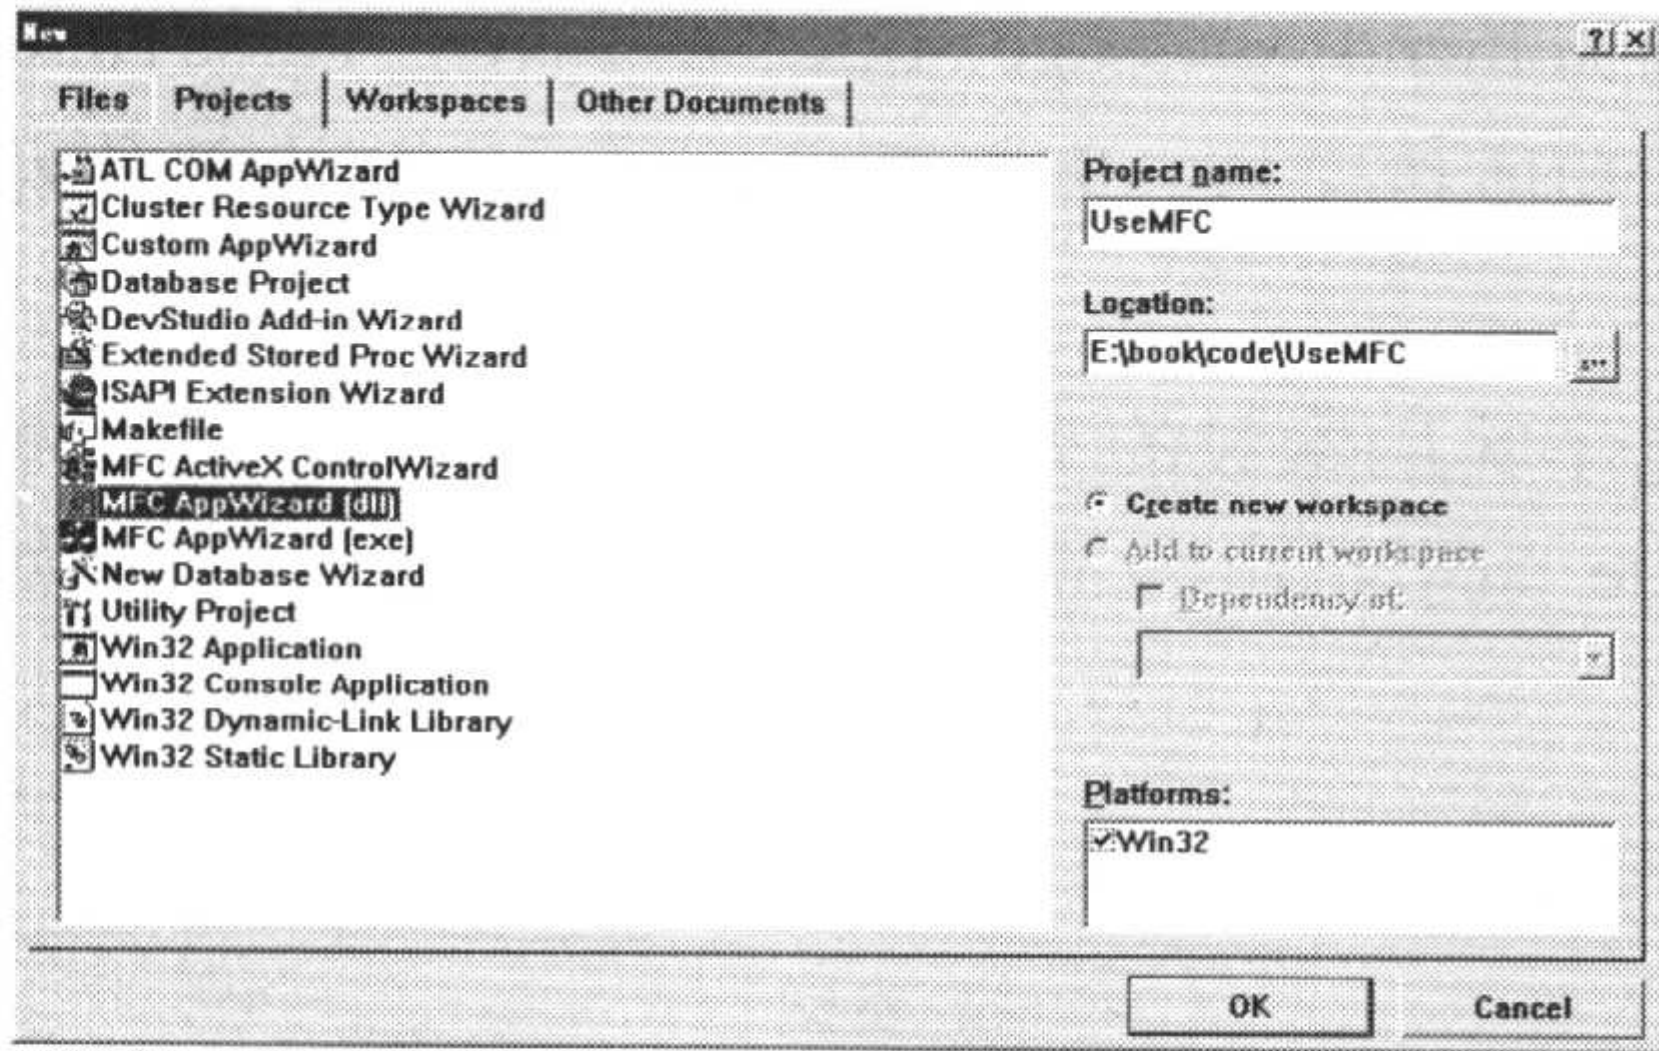 New
Files Projects Workspaces Other Documents
ATL COM AppWizard
Cluster Resource Type Wizard
Custom AppWizard
Database Project
DevStudio Add-in Wizard
Extended Stored Proc Wizard
ISAPI Extension Wizard
Makefile
MFC ActiveX ControlWizard
MFC AppWizard (dll)
MFC AppWizard (exe)
New Database Wizard
Utility Project
Win32 Application
Win32 Console Application
Win32 Dynamic-Link Library
Win32 Static Library
Project name:
UseMFC
Location:
E:\book\code\UseMFC
...
Create new workspace
Add to current workspace
Dependency of:
Platforms:
Win32
OK Cancel